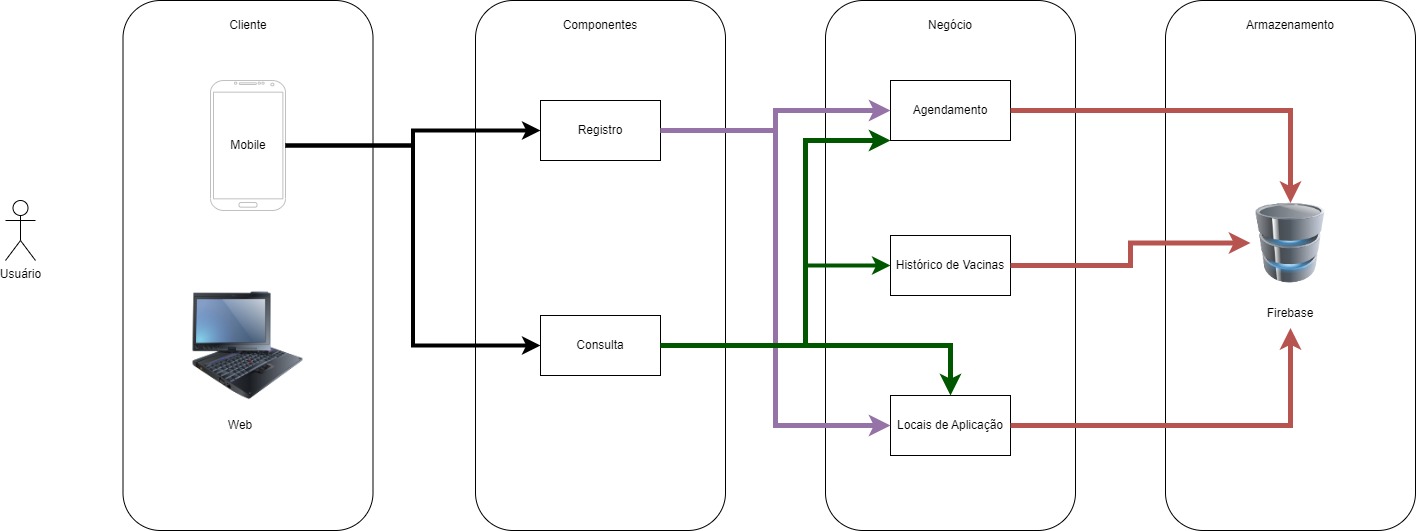 Cliente
Componentes
Negócio
Armazenamento
Mobile
Registro
Agendamento
Usuário
Histórico de Vacinas
Firebase
Consulta
Web
Locais de Aplicação